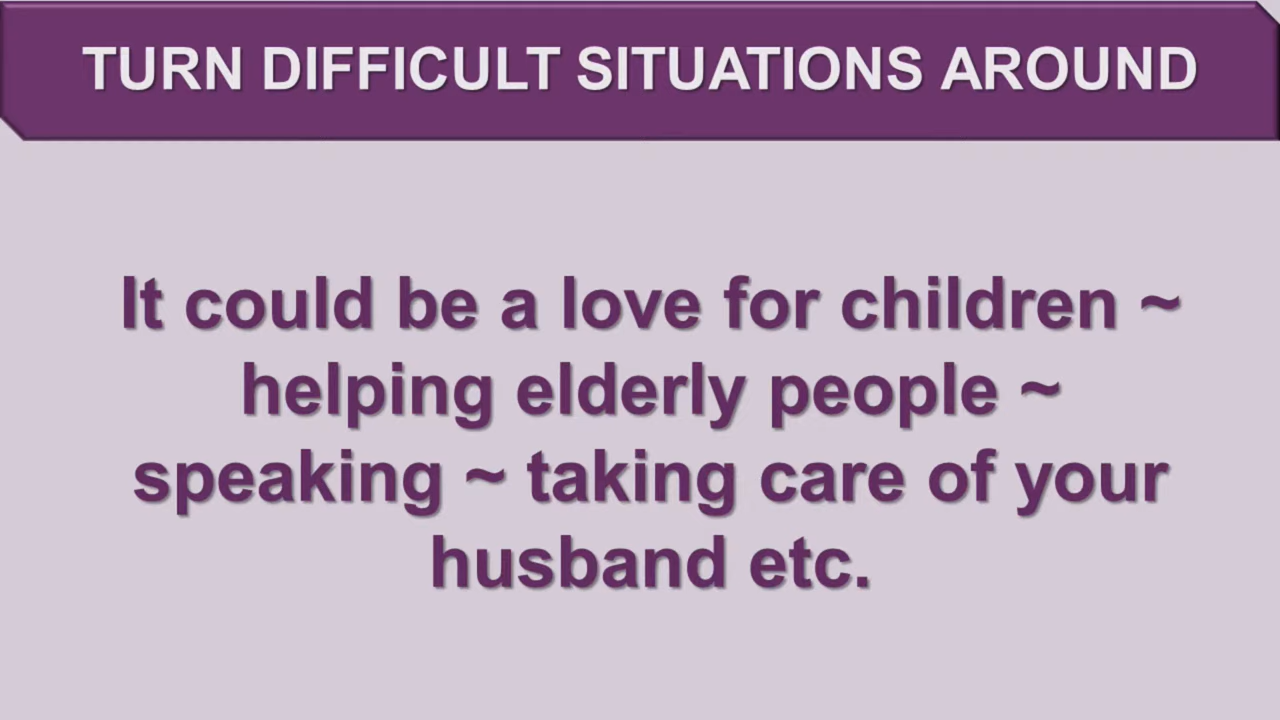 TURN DIFFICULT SITUATIONS AROUND
It could be a love for children ~
helping elderly people ~
speaking ~ taking care of your
husband etc.